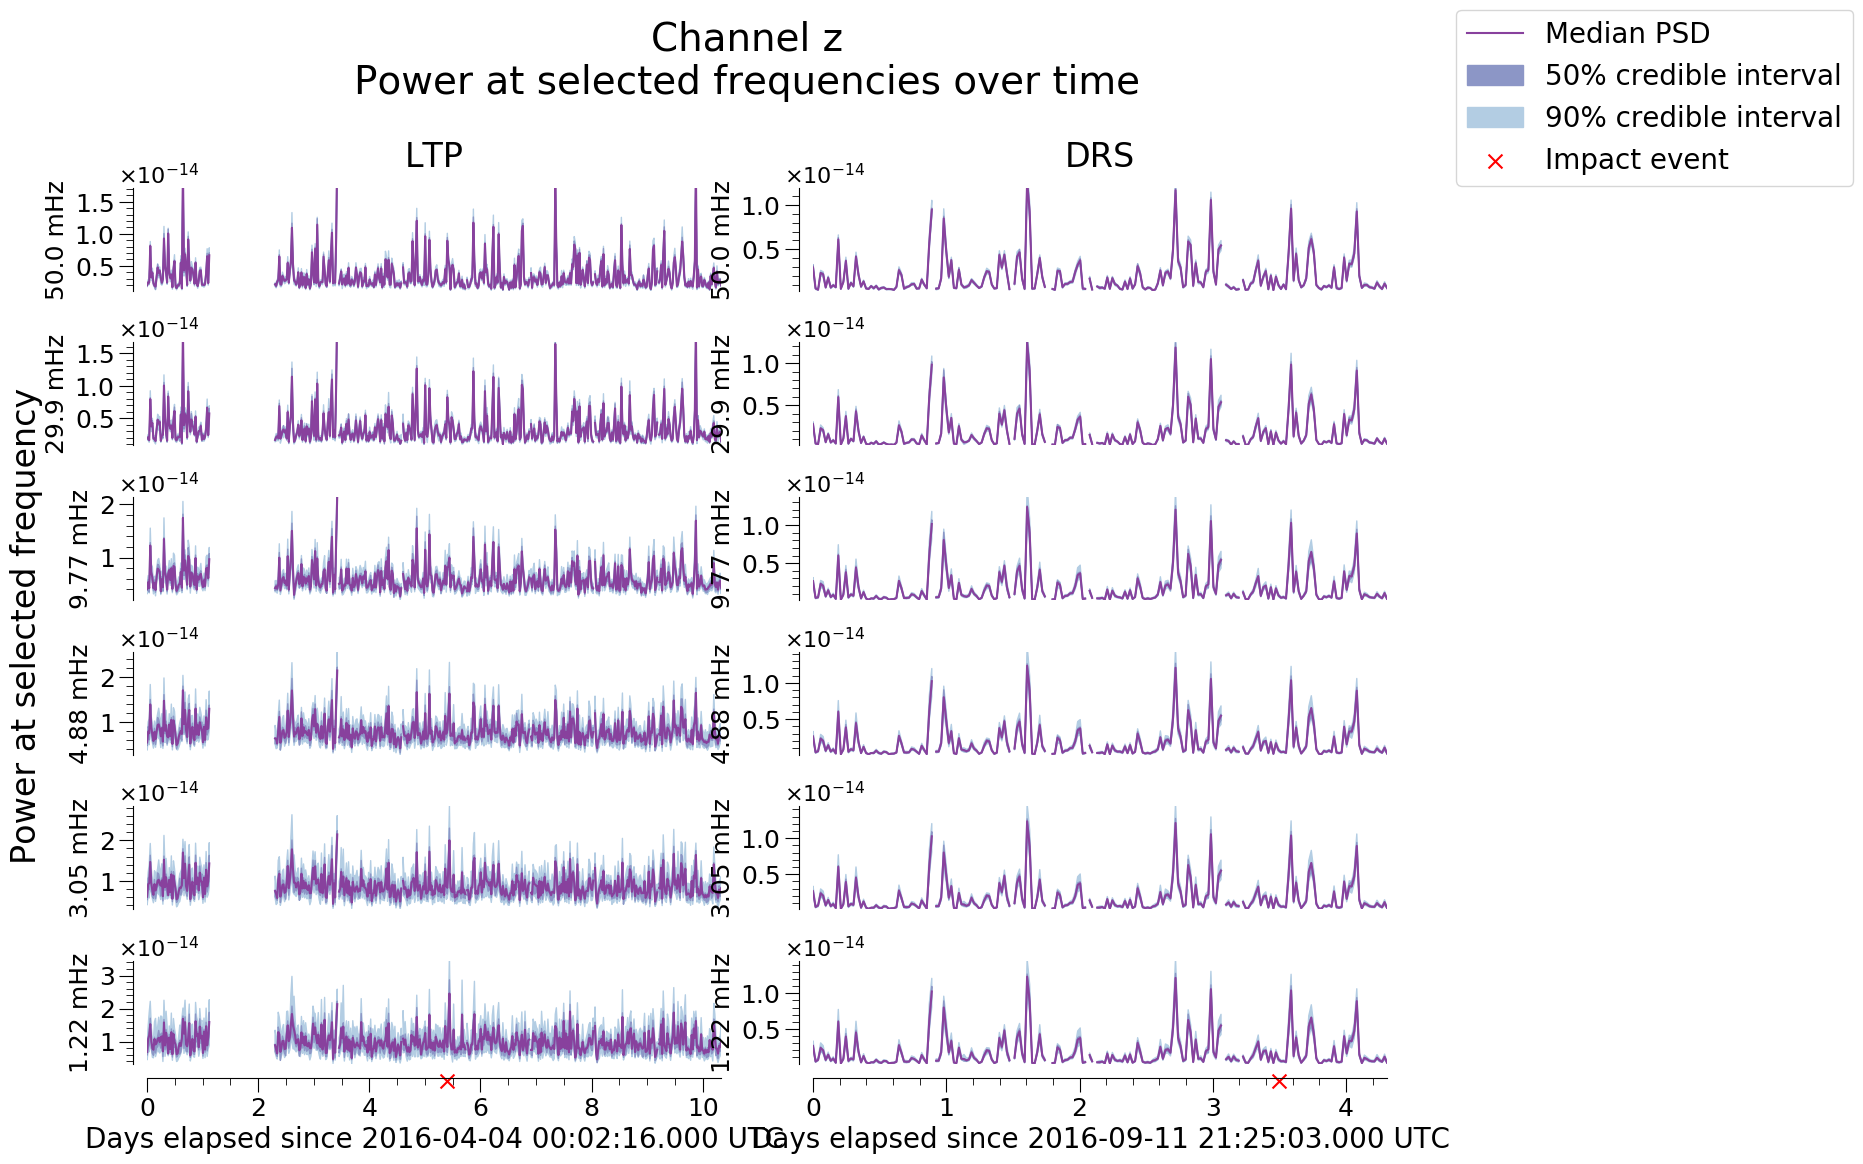 Channel z
Power at selected frequencies over time
Median PSD
50% credible interval
90% credible interval
Impact event
LTP
DRS
Power at selected frequency
×10⁻¹⁴
50.0 mHz
1.5
1.0
0.5
×10⁻¹⁴
50.0 mHz
1.0
0.5
×10⁻¹⁴
29.9 mHz
1.5
1.0
0.5
×10⁻¹⁴
29.9 mHz
1.0
0.5
×10⁻¹⁴
9.77 mHz
2
1
×10⁻¹⁴
9.77 mHz
1.0
0.5
×10⁻¹⁴
4.88 mHz
2
1
×10⁻¹⁴
4.88 mHz
1.0
0.5
×10⁻¹⁴
3.05 mHz
2
1
×10⁻¹⁴
3.05 mHz
1.0
0.5
×10⁻¹⁴
1.22 mHz
3
2
1
×10⁻¹⁴
1.22 mHz
1.0
0.5
0 2 4 6 8 10
Days elapsed since 2016-04-04 00:02:16.000 UTC
0 1 2 3 4
Days elapsed since 2016-09-11 21:25:03.000 UTC